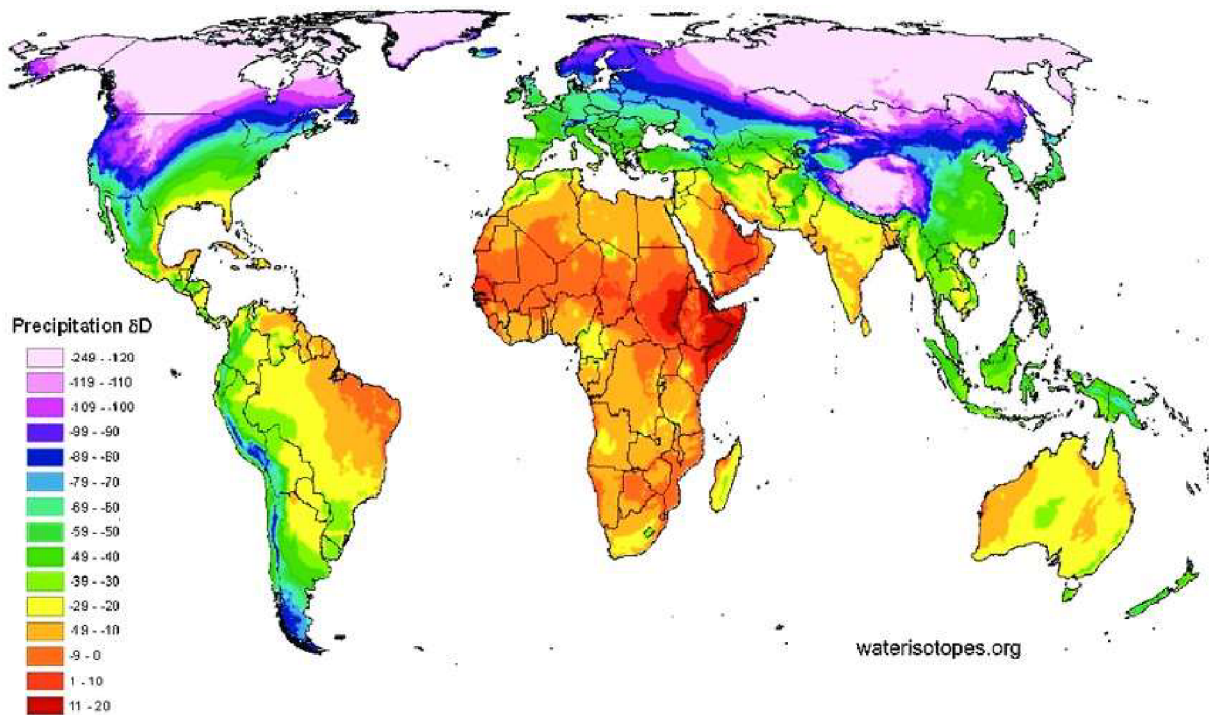 Precipitation δD
-249 - -120
-119 - -110
-109 - -100
-99 - -90
-89 - -80
-79 - -70
-69 - -60
-59 - -50
-49 - -40
-39 - -30
-29 - -20
-49 - -10
-9 - 0
1 - 10
11 - 20
waterisotopes.org